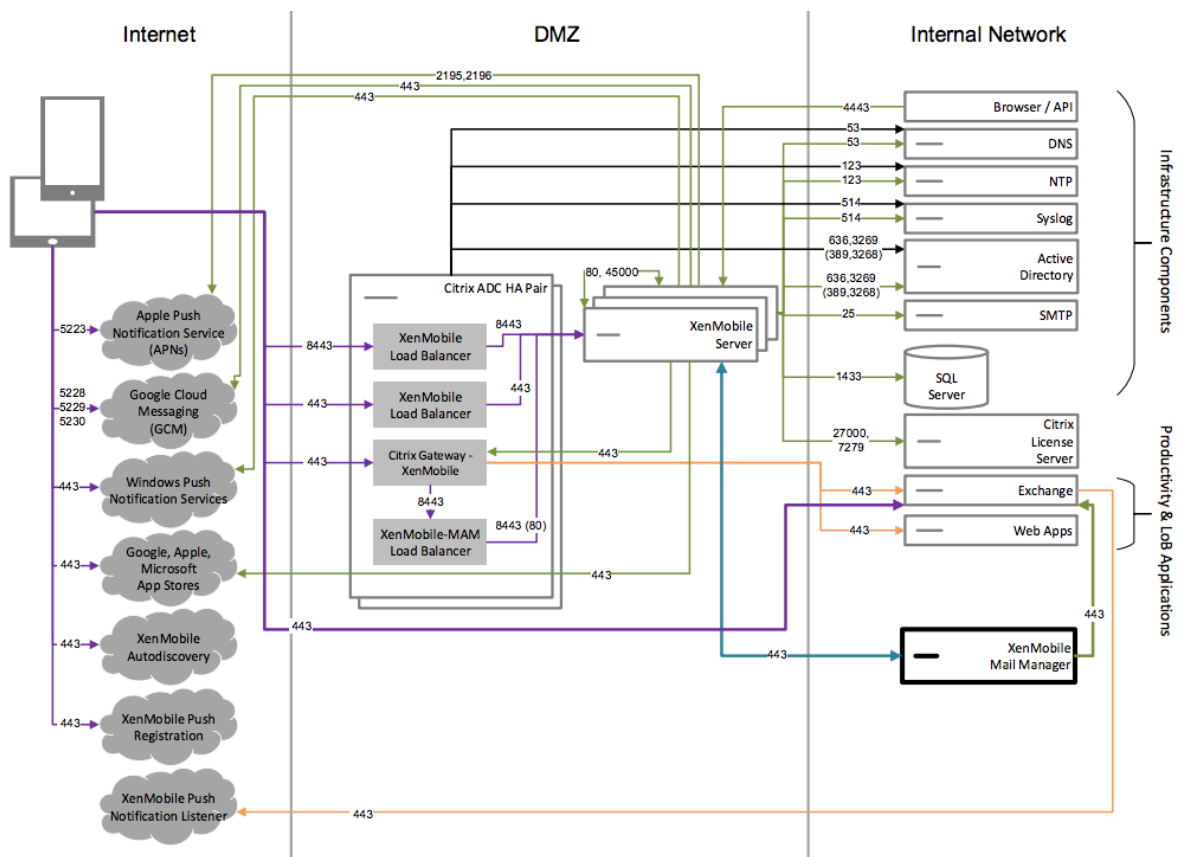 Internet
DMZ
Internal Network
2195,2196
443
443
4443
Browser / API
53
53
DNS
123
123
NTP
514
514
Syslog
636,3269
(389,3268)
636,3269
(389,3268)
Active
Directory
25
SMTP
1433
SQL
Server
27000,
7279
Citrix
License
Server
443
Exchange
443
Web Apps
443
XenMobile
Mail Manager
443
Infrastructure Components
Productivity & LoB Applications
80, 45000
XenMobile
Server
Citrix ADC HA Pair
8443
XenMobile
Load Balancer
8443
443
XenMobile
Load Balancer
443
443
Citrix Gateway -
XenMobile
443
8443
XenMobile-MAM
Load Balancer
8443 (80)
443
443
5223
Apple Push
Notification Service
(APNs)
5228
5229
5230
Google Cloud
Messaging
(GCM)
443
Windows Push
Notification Services
443
Google, Apple,
Microsoft
App Stores
443
XenMobile
Autodiscovery
443
XenMobile Push
Registration
XenMobile Push
Notification Listener
443